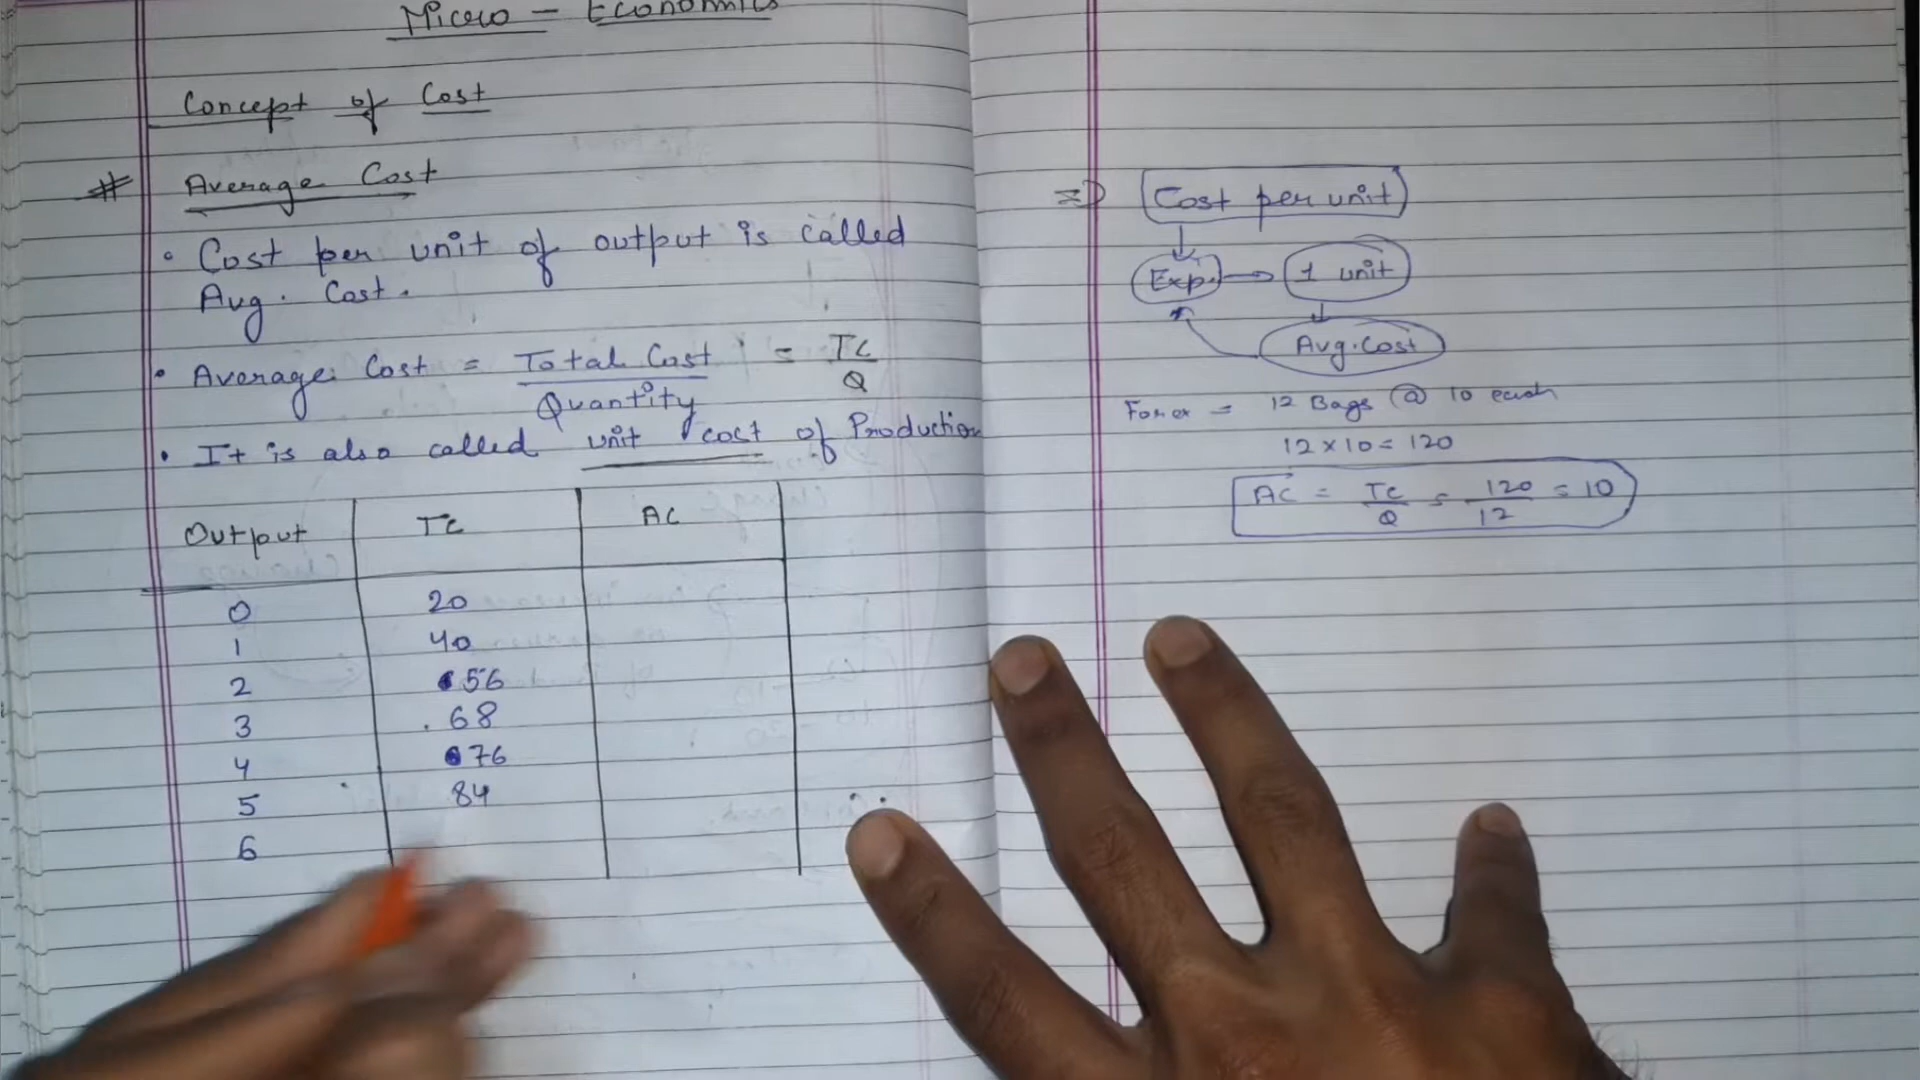 Micro - Economics
Concept of Cost
# Average Cost
• Cost per unit of output is called
Avg. Cost.
• Average Cost = Total Cost / Quantity = TC / Q
• It is also called unit cost of Production
Output TC AC
0 20
1 40
2 56
3 68
4 76
5 84
6
=> Cost per unit
Exp. → 1 unit
Avg. Cost
For ex = 12 Bags @ 10 each
12 x 10 = 120
AC = TC / Q = 120 / 12 = 10